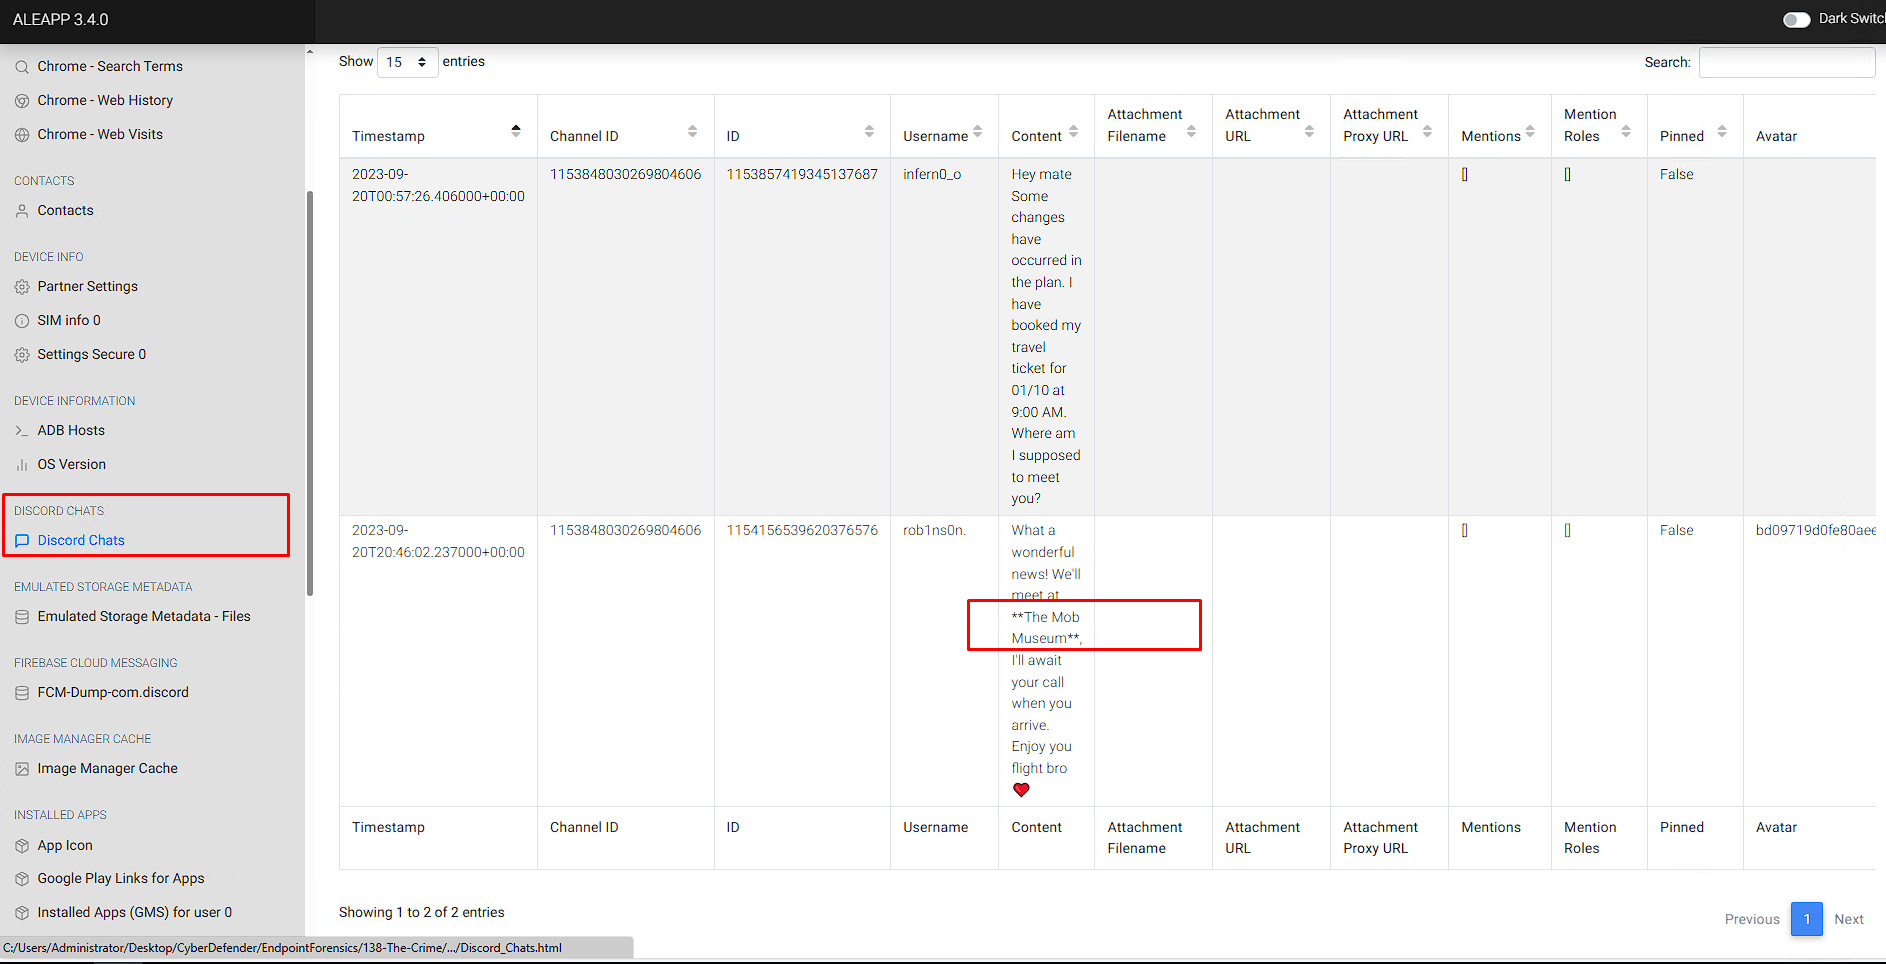 ALEAPP 3.4.0
Dark Switch
Chrome - Search Terms
Chrome - Web History
Chrome - Web Visits
CONTACTS
Contacts
DEVICE INFO
Partner Settings
SIM info 0
Settings Secure 0
DEVICE INFORMATION
ADB Hosts
OS Version
DISCORD CHATS
Discord Chats
EMULATED STORAGE METADATA
Emulated Storage Metadata - Files
FIREBASE CLOUD MESSAGING
FCM-Dump-com.discord
IMAGE MANAGER CACHE
Image Manager Cache
INSTALLED APPS
App Icon
Google Play Links for Apps
Installed Apps (GMS) for user 0
Show 15 entries
Search:
Timestamp
Channel ID
ID
Username
Content
Attachment
Filename
Attachment
URL
Attachment
Proxy URL
Mentions
Mention
Roles
Pinned
Avatar
2023-09-
20T00:57:26.406000+00:00
1153848030269804606
1153857419345137687
infern0_o
Hey mate
Some
changes
have
occurred in
the plan. I
have
booked my
travel
ticket for
01/10 at
9:00 AM.
Where am
I supposed
to meet
you?
[]
[]
False
2023-09-
20T20:46:02.237000+00:00
1153848030269804606
1154156539620376576
rob1ns0n.
What a
wonderful
news! We'll
meet at
**The Mob
Museum**,
I'll await
your call
when you
arrive.
Enjoy you
flight bro
❤️
[]
[]
False
bd09719d0fe80aee
Timestamp
Channel ID
ID
Username
Content
Attachment
Filename
Attachment
URL
Attachment
Proxy URL
Mentions
Mention
Roles
Pinned
Avatar
Showing 1 to 2 of 2 entries
Previous 1 Next
C:/Users/Administrator/Desktop/CyberDefender/EndpointForensics/138-The-Crime/.../Discord_Chats.html